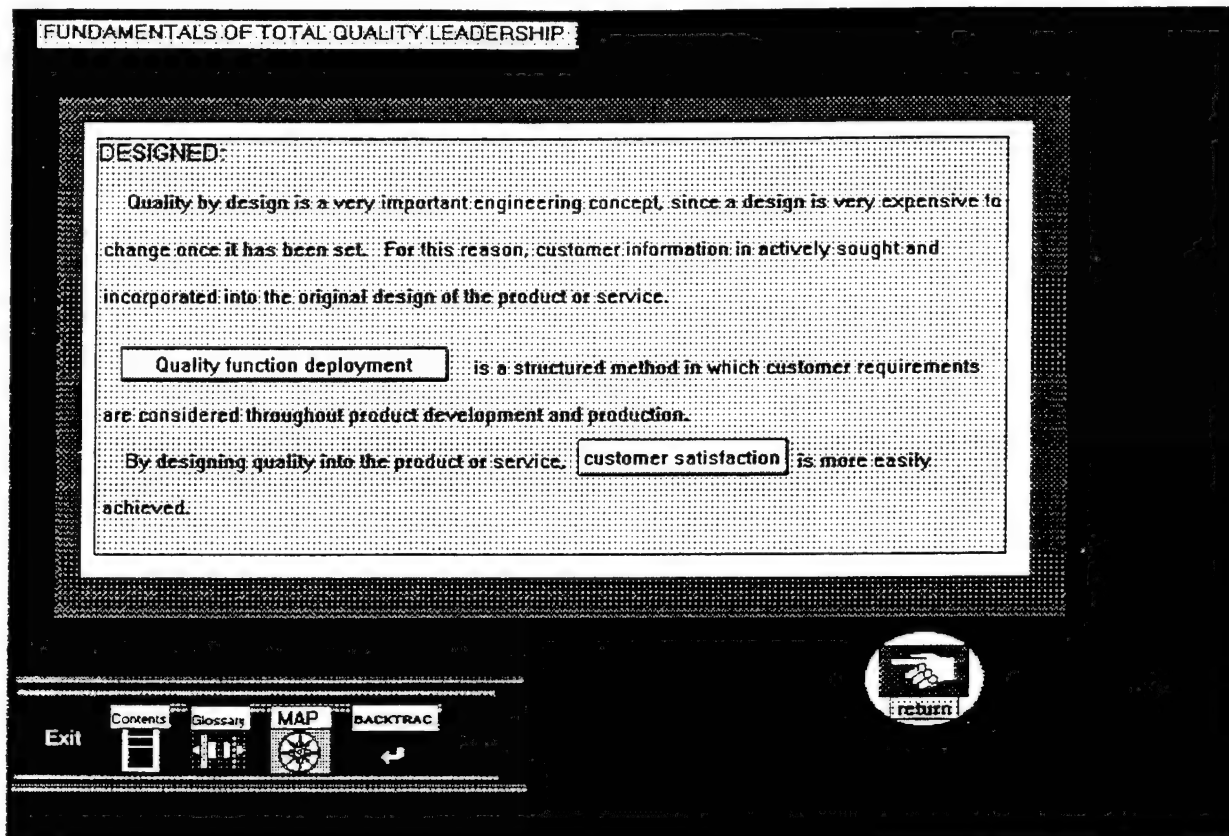 FUNDAMENTALS OF TOTAL QUALITY LEADERSHIP
DESIGNED:
Quality by design is a very important engineering concept, since a design is very expensive to
change once it has been set. For this reason, customer information in actively sought and
incorporated into the original design of the product or service.
Quality function deployment is a structured method in which customer requirements
are considered throughout product development and production.
By designing quality into the product or service, customer satisfaction is more easily
achieved.
return
Exit Contents Glossary MAP BACKTRAC